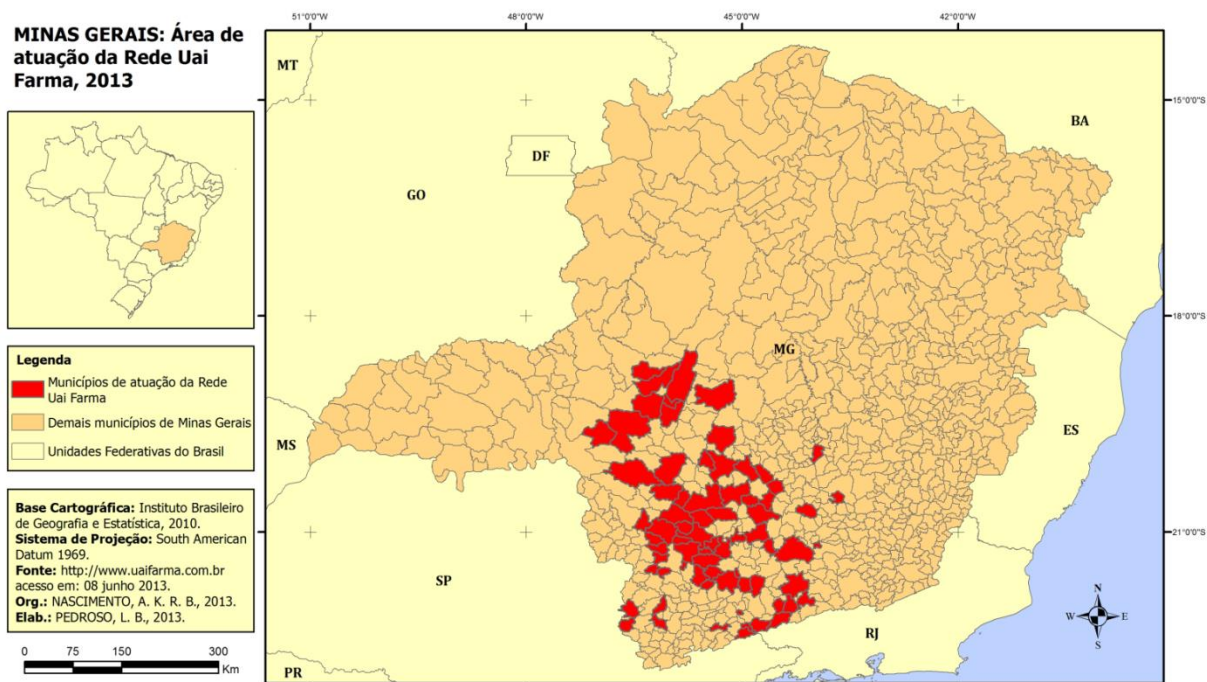 MINAS GERAIS: Área de
atuação da Rede Uai
Farma, 2013
Legenda
Municípios de atuação da Rede
Uai Farma
Demais municípios de Minas Gerais
Unidades Federativas do Brasil
Base Cartográfica: Instituto Brasileiro
de Geografia e Estatística, 2010.
Sistema de Projeção: South American
Datum 1969.
Fonte: http://www.uaifarma.com.br
acesso em: 08 junho 2013.
Org.: NASCIMENTO, A. K. R. B., 2013.
Elab.: PEDROSO, L. B., 2013.
0 75 150 300
Km
51°0'0"W 48°0'0"W 45°0'0"W 42°0'0"W
MT
15°0'0"S
BA
DF
GO
18°0'0"S
MG
MS
ES
21°0'0"S
SP
N
W E
S
RJ
PR